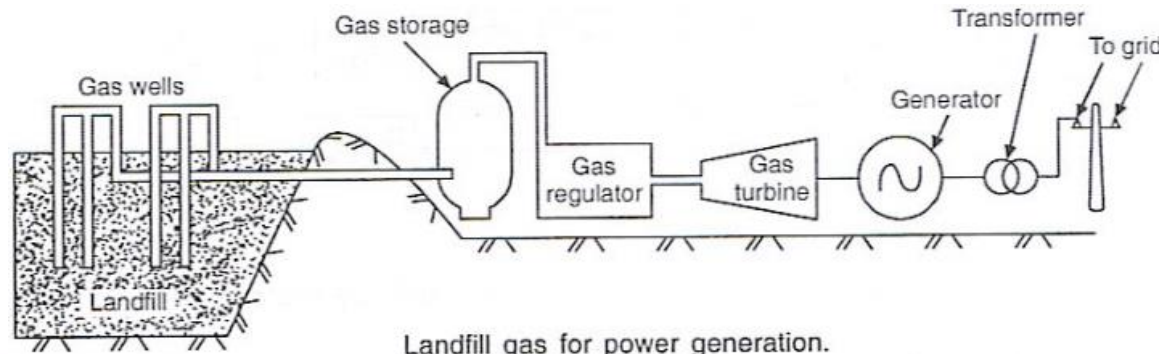 Transformer
Gas storage
To grid
Gas wells
Generator
Gas
regulator
Gas
turbine
Landfill
Landfill gas for power generation.